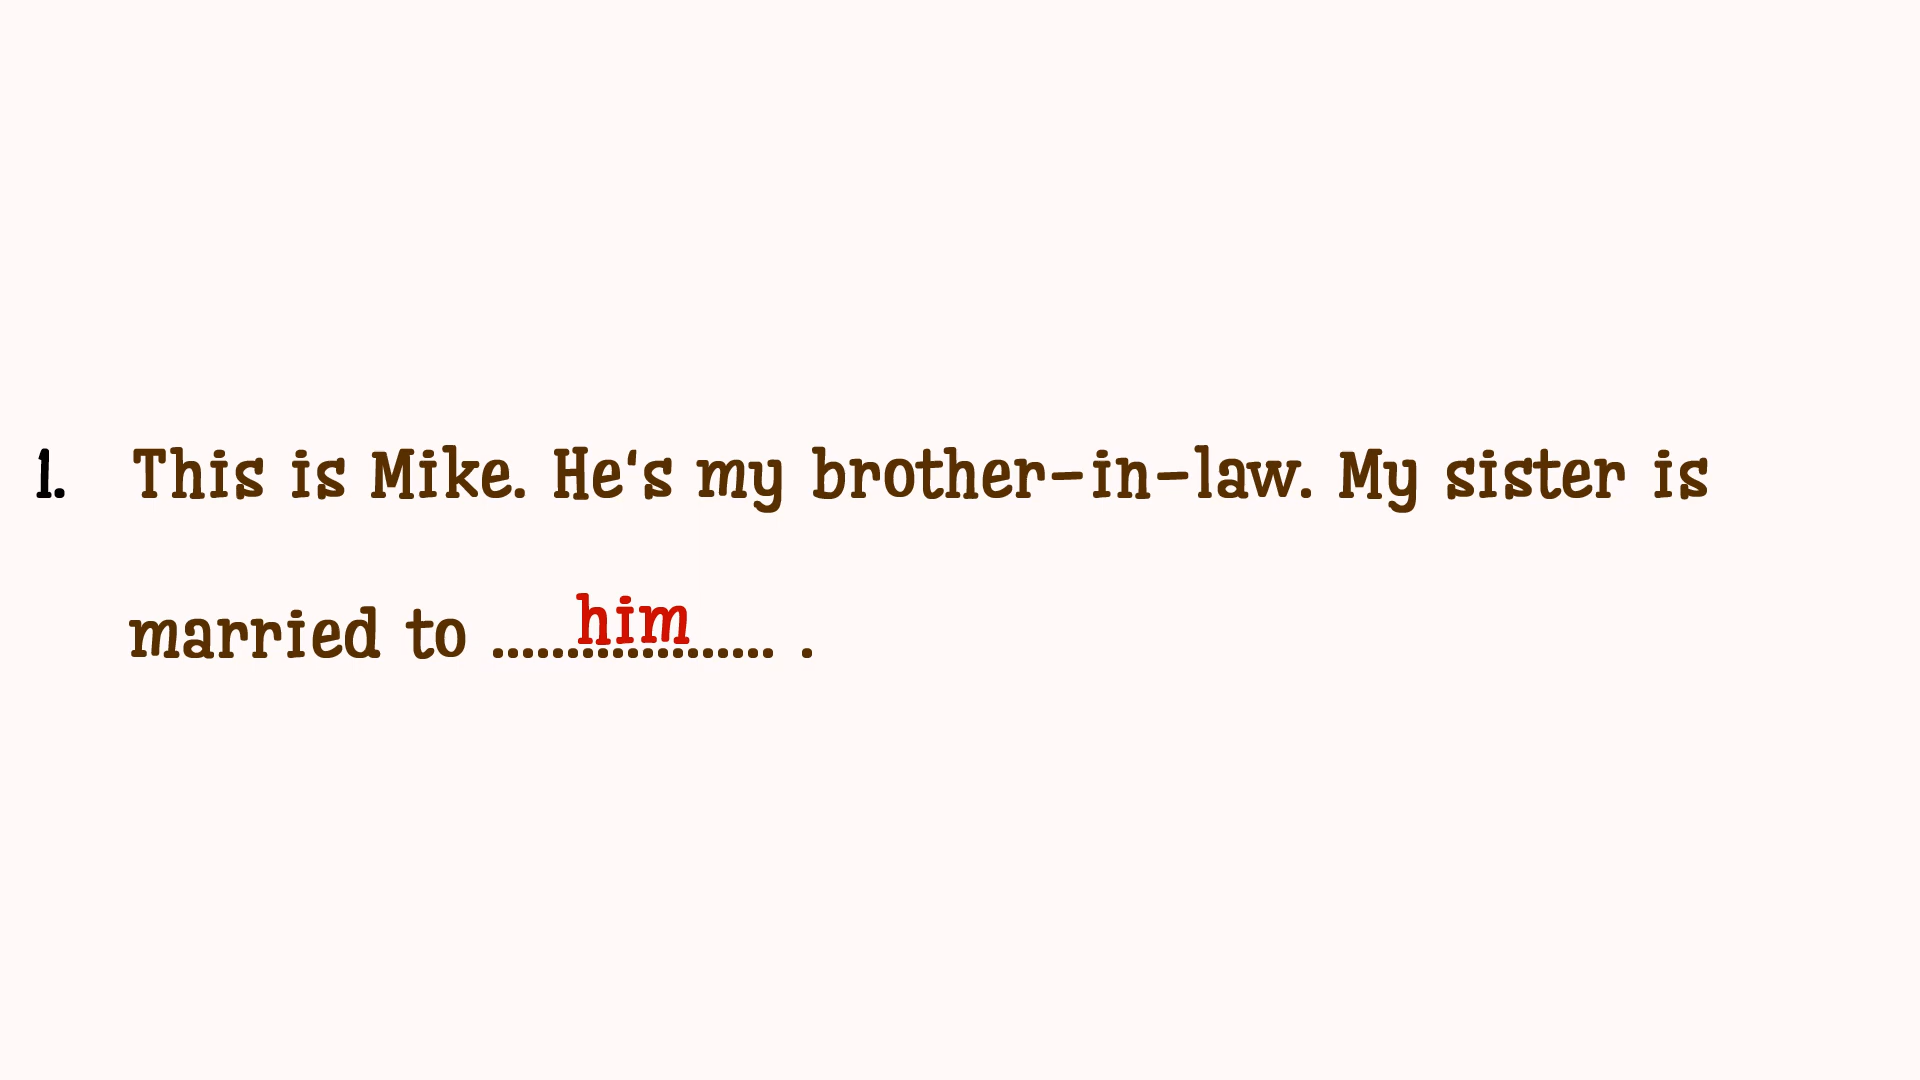 1. This is Mike. He‘s my brother-in-law. My sister is
married to .....him............. .